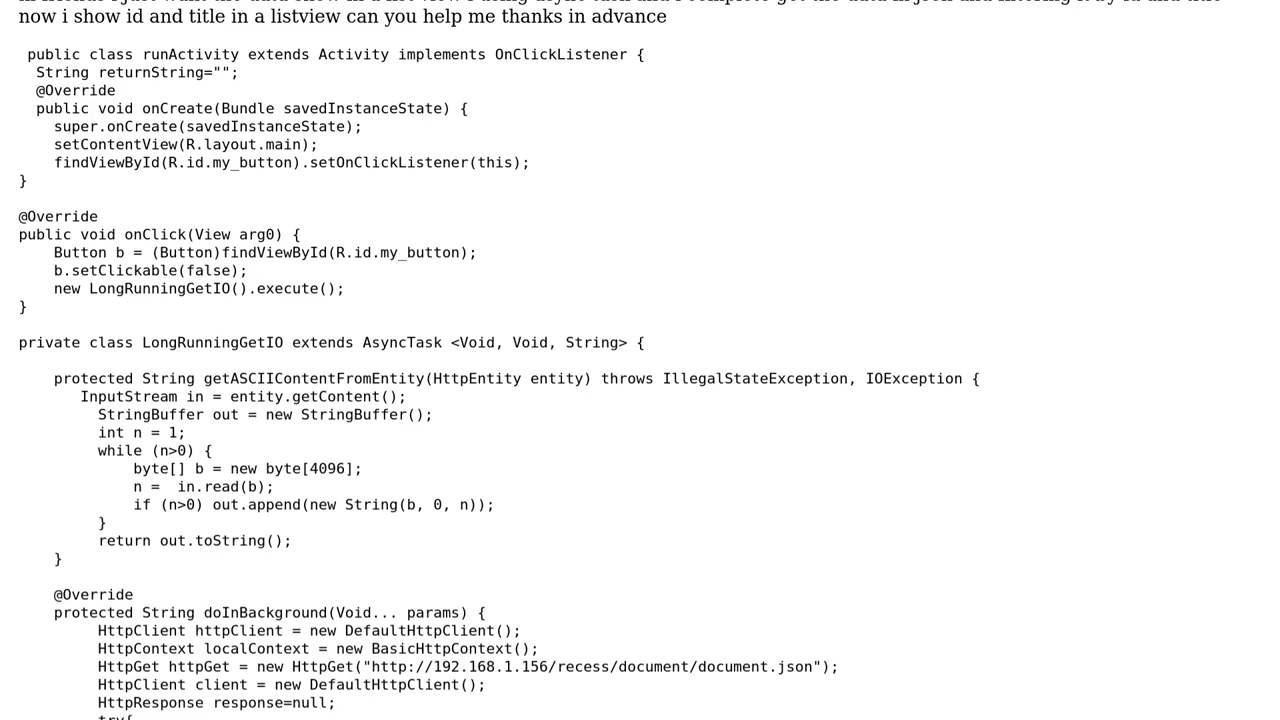 now i show id and title in a listview can you help me thanks in advance
public class runActivity extends Activity implements OnClickListener {
String returnString="";
@Override
public void onCreate(Bundle savedInstanceState) {
super.onCreate(savedInstanceState);
setContentView(R.layout.main);
findViewById(R.id.my_button).setOnClickListener(this);
}
@Override
public void onClick(View arg0) {
Button b = (Button)findViewById(R.id.my_button);
b.setClickable(false);
new LongRunningGetIO().execute();
}
private class LongRunningGetIO extends AsyncTask <Void, Void, String> {
protected String getASCIIContentFromEntity(HttpEntity entity) throws IllegalStateException, IOException {
InputStream in = entity.getContent();
StringBuffer out = new StringBuffer();
int n = 1;
while (n>0) {
byte[] b = new byte[4096];
n =  in.read(b);
if (n>0) out.append(new String(b, 0, n));
}
return out.toString();
}
@Override
protected String doInBackground(Void... params) {
HttpClient httpClient = new DefaultHttpClient();
HttpContext localContext = new BasicHttpContext();
HttpGet httpGet = new HttpGet("http://192.168.1.156/recess/document/document.json");
HttpClient client = new DefaultHttpClient();
HttpResponse response=null;
try{